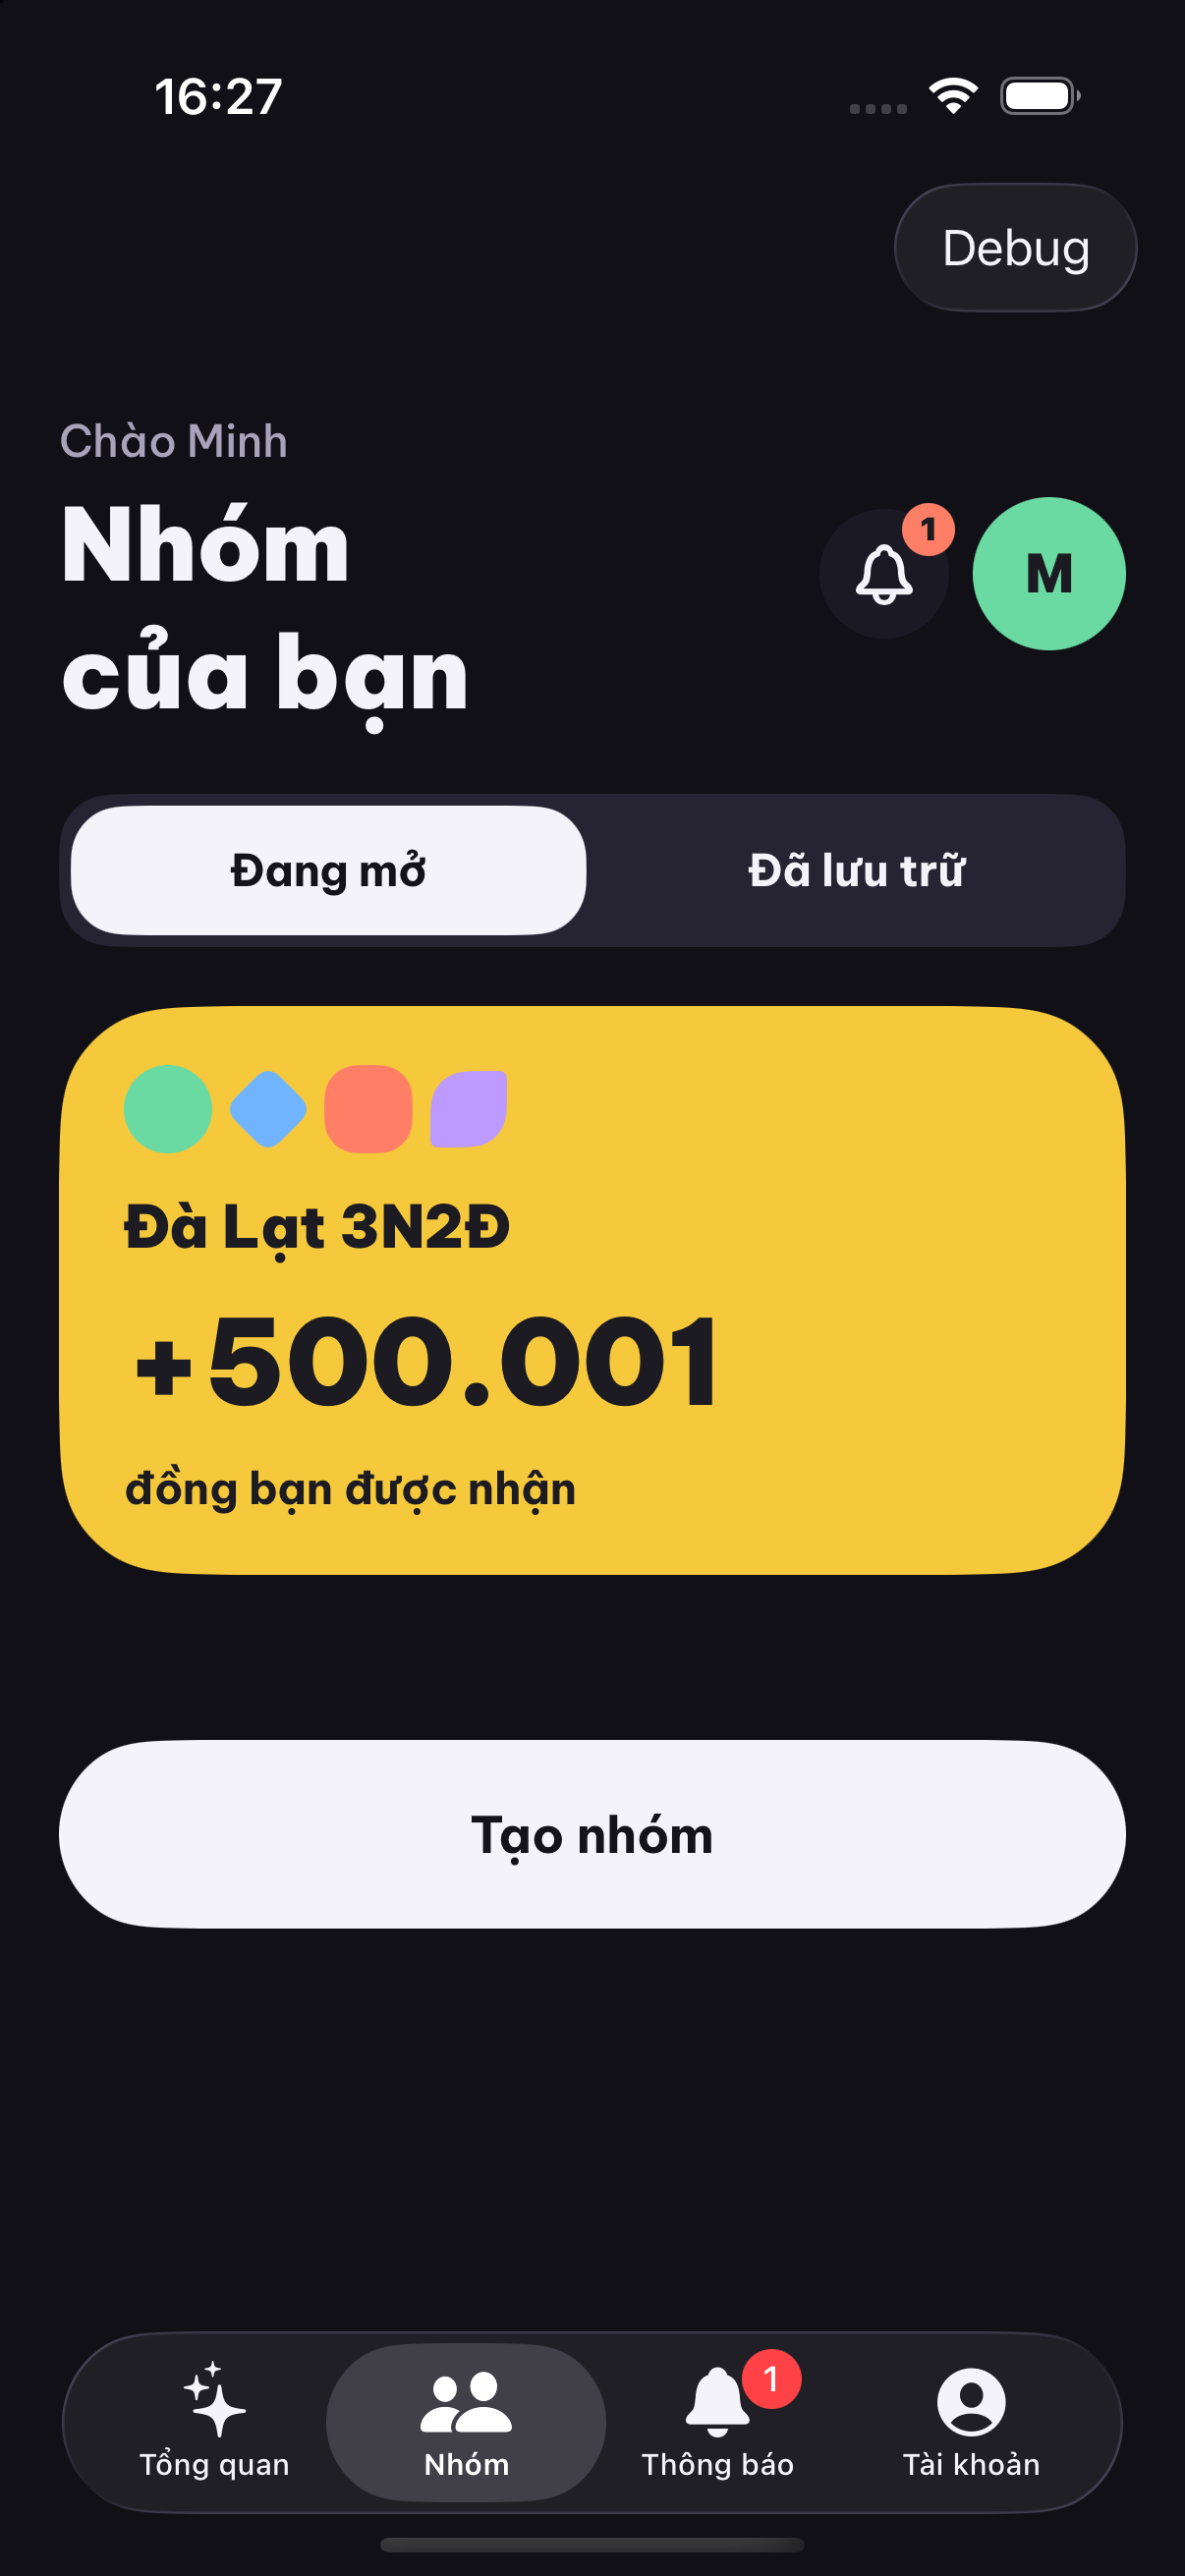 16:27
Debug
Chào Minh
Nhóm
của bạn
1
M
Đang mở
Đã lưu trữ
Đà Lạt 3N2Đ
+500.001
đồng bạn được nhận
Tạo nhóm
1
Tổng quan
Nhóm
Thông báo
Tài khoản